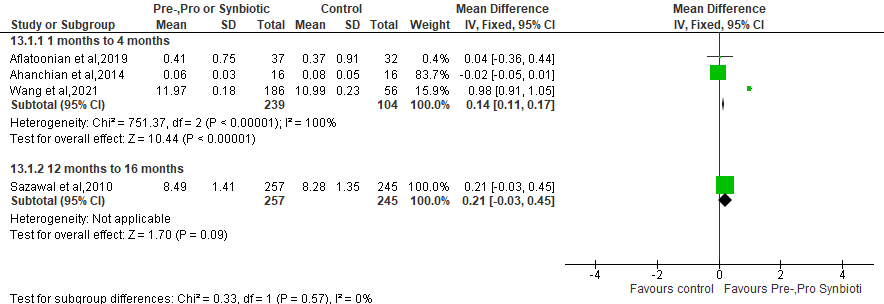 Pre-,Pro or Synbiotic Control Mean Difference Mean Difference
Study or Subgroup Mean SD Total Mean SD Total Weight IV, Fixed, 95% CI IV, Fixed, 95% CI
13.1.1 1 months to 4 months
Aflatoonian et al,2019 0.41 0.75 37 0.37 0.91 32 0.4% 0.04 [-0.36, 0.44]
Ahanchian et al,2014 0.06 0.03 16 0.08 0.05 16 83.7% -0.02 [-0.05, 0.01]
Wang et al,2021 11.97 0.18 186 10.99 0.23 56 15.9% 0.98 [0.91, 1.05]
Subtotal (95% CI) 239 104 100.0% 0.14 [0.11, 0.17]
Heterogeneity: Chi² = 751.37, df = 2 (P < 0.00001); I² = 100%
Test for overall effect: Z = 10.44 (P < 0.00001)
13.1.2 12 months to 16 months
Sazawal et al,2010 8.49 1.41 257 8.28 1.35 245 100.0% 0.21 [-0.03, 0.45]
Subtotal (95% CI) 257 245 100.0% 0.21 [-0.03, 0.45]
Heterogeneity: Not applicable
Test for overall effect: Z = 1.70 (P = 0.09)
-4 -2 0 2 4
Favours control Favours Pre-,Pro Synbioti
Test for subgroup differences: Chi² = 0.33, df = 1 (P = 0.57), I² = 0%